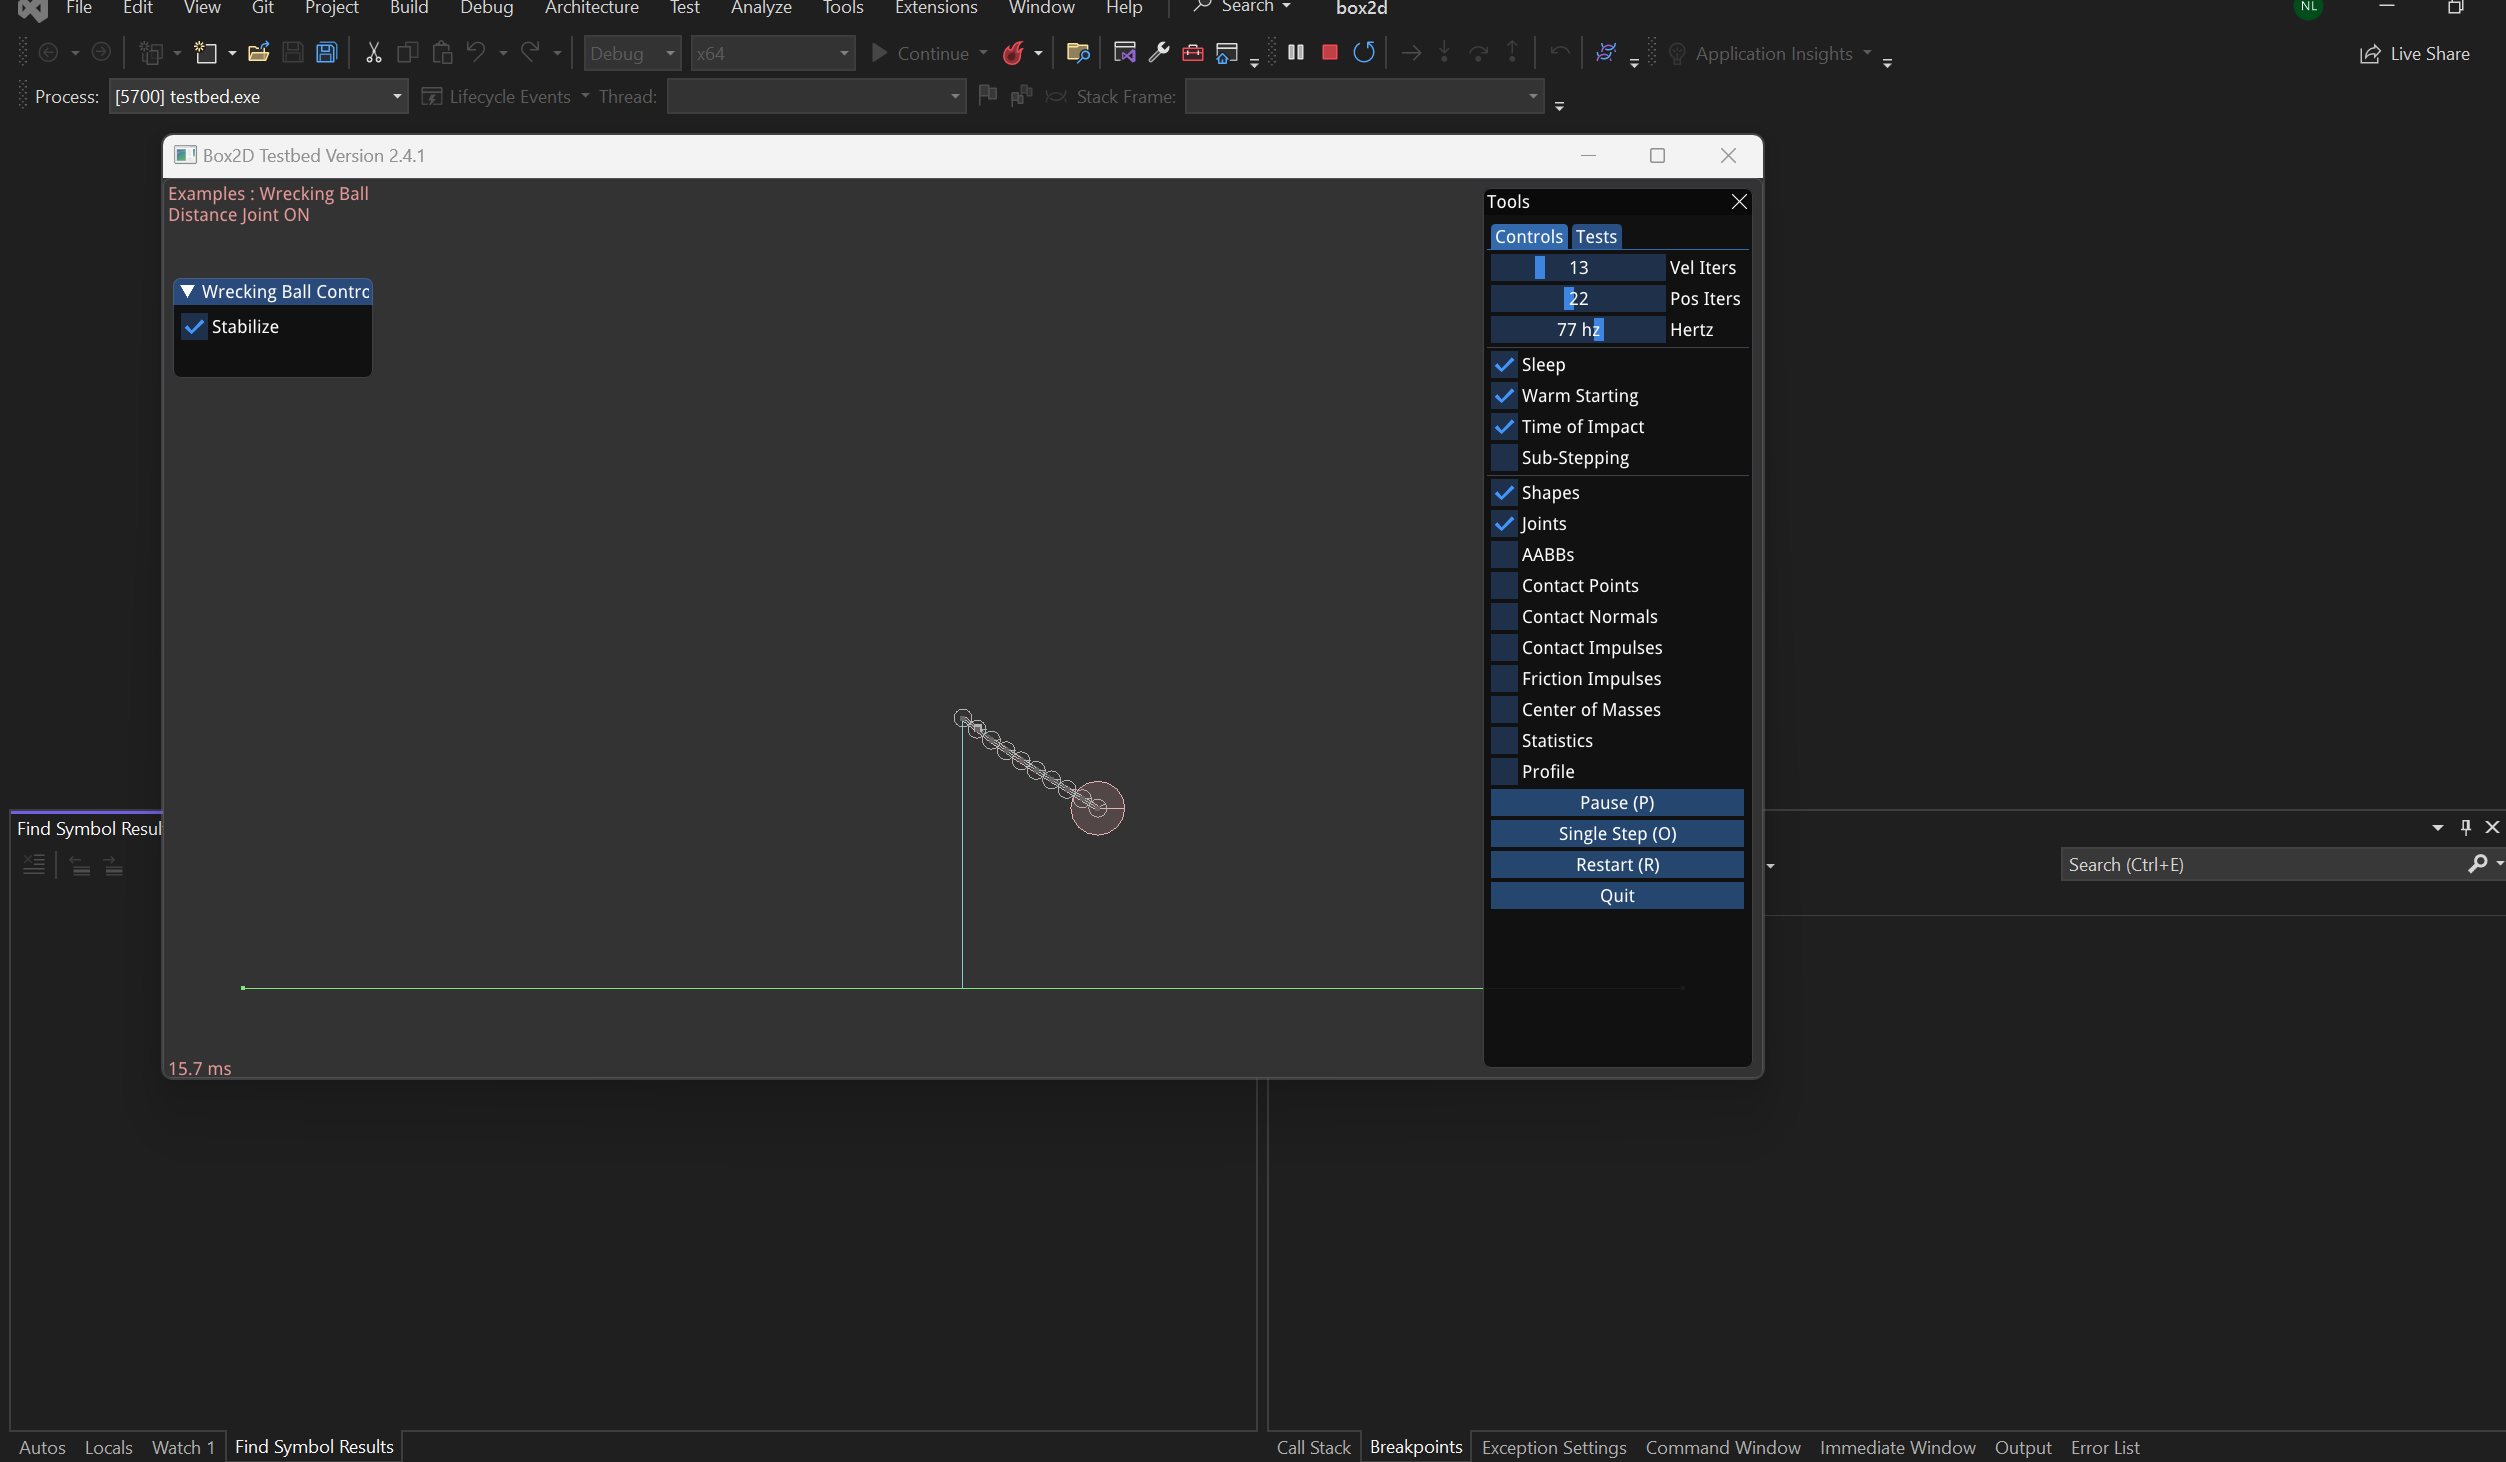 File Edit View Git Project Build Debug Architecture Test Analyze Tools Extensions Window Help Search box2d NL
Debug x64 Continue Application Insights Live Share
Process: [5700] testbed.exe Lifecycle Events Thread: Stack Frame:
Box2D Testbed Version 2.4.1
Examples : Wrecking Ball
Distance Joint ON
Wrecking Ball Contro
Stabilize
15.7 ms
Tools
Controls Tests
13 Vel Iters
22 Pos Iters
77 hz Hertz
Sleep
Warm Starting
Time of Impact
Sub-Stepping
Shapes
Joints
AABBs
Contact Points
Contact Normals
Contact Impulses
Friction Impulses
Center of Masses
Statistics
Profile
Pause (P)
Single Step (O)
Restart (R)
Quit
Find Symbol Resul
Search (Ctrl+E)
Autos Locals Watch 1 Find Symbol Results
Call Stack Breakpoints Exception Settings Command Window Immediate Window Output Error List